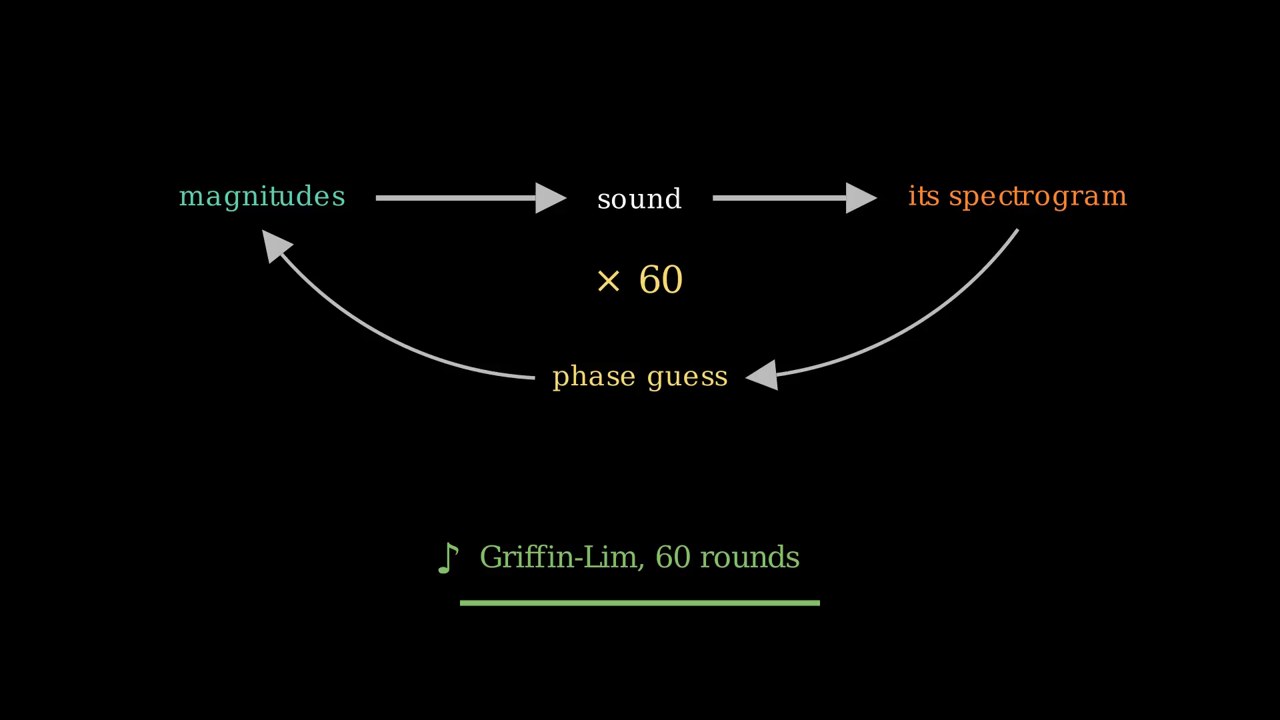 magnitudes
sound
its spectrogram
× 60
phase guess
♪ Griffin-Lim, 60 rounds